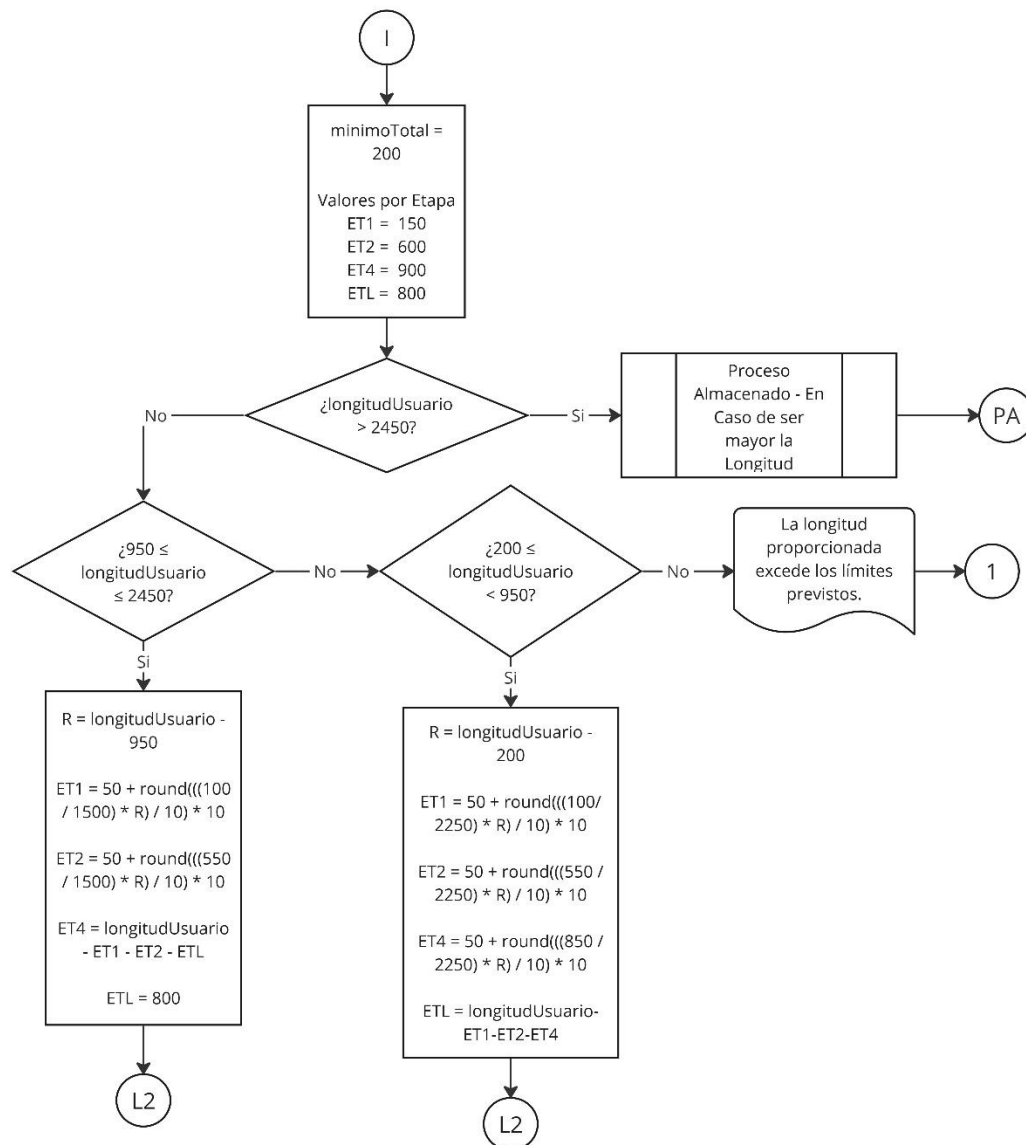 I
minimoTotal =
200
Valores por Etapa
ET1 = 150
ET2 = 600
ET4 = 900
ETL = 800
¿longitudUsuario
> 2450?
No
Si
Proceso
Almacenado - En
Caso de ser
mayor la
Longitud
PA
¿950 ≤
longitudUsuario
≤ 2450?
No
¿200 ≤
longitudUsuario
< 950?
No
La longitud
proporcionada
excede los límites
previstos.
1
Si
Si
R = longitudUsuario -
950
ET1 = 50 + round(((100
/ 1500) * R) / 10) * 10
ET2 = 50 + round(((550
/ 1500) * R) / 10) * 10
ET4 = longitudUsuario
- ET1 - ET2 - ETL
ETL = 800
L2
R = longitudUsuario -
200
ET1 = 50 + round(((100/
2250) * R) / 10) * 10
ET2 = 50 + round(((550 /
2250) * R) / 10) * 10
ET4 = 50 + round(((850 /
2250) * R) / 10) * 10
ETL = longitudUsuario-
ET1-ET2-ET4
L2